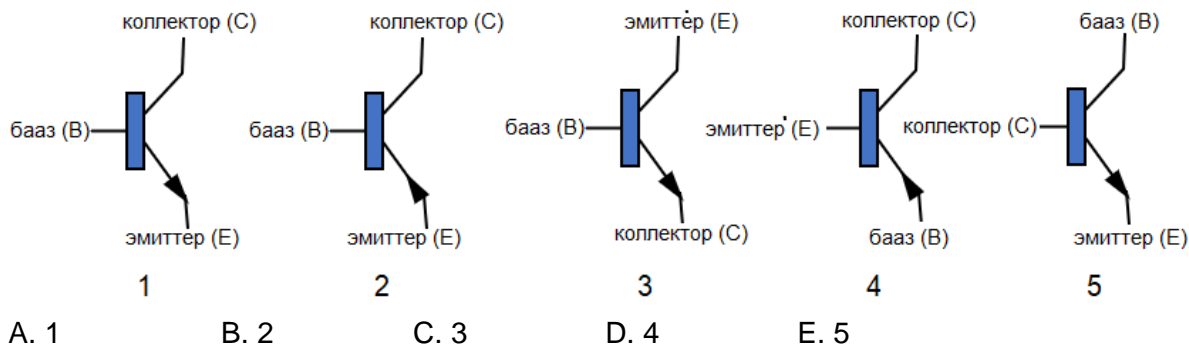 коллектор (C) коллектор (C) эмиттер (E) коллектор (C) бааз (B)
бааз (B) бааз (B) бааз (B) эмиттер (E) коллектор (C)
эмиттер (E) эмиттер (E) коллектор (C) бааз (B) эмиттер (E)
1 2 3 4 5
A. 1 B. 2 C. 3 D. 4 E. 5